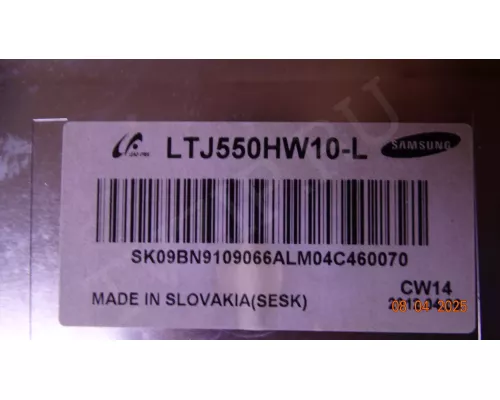 LTJ550HW10-L SAMSUNG
SK09BN9109066ALM04C460070
CW14
MADE IN SLOVAKIA(SESK)
08 04 2025